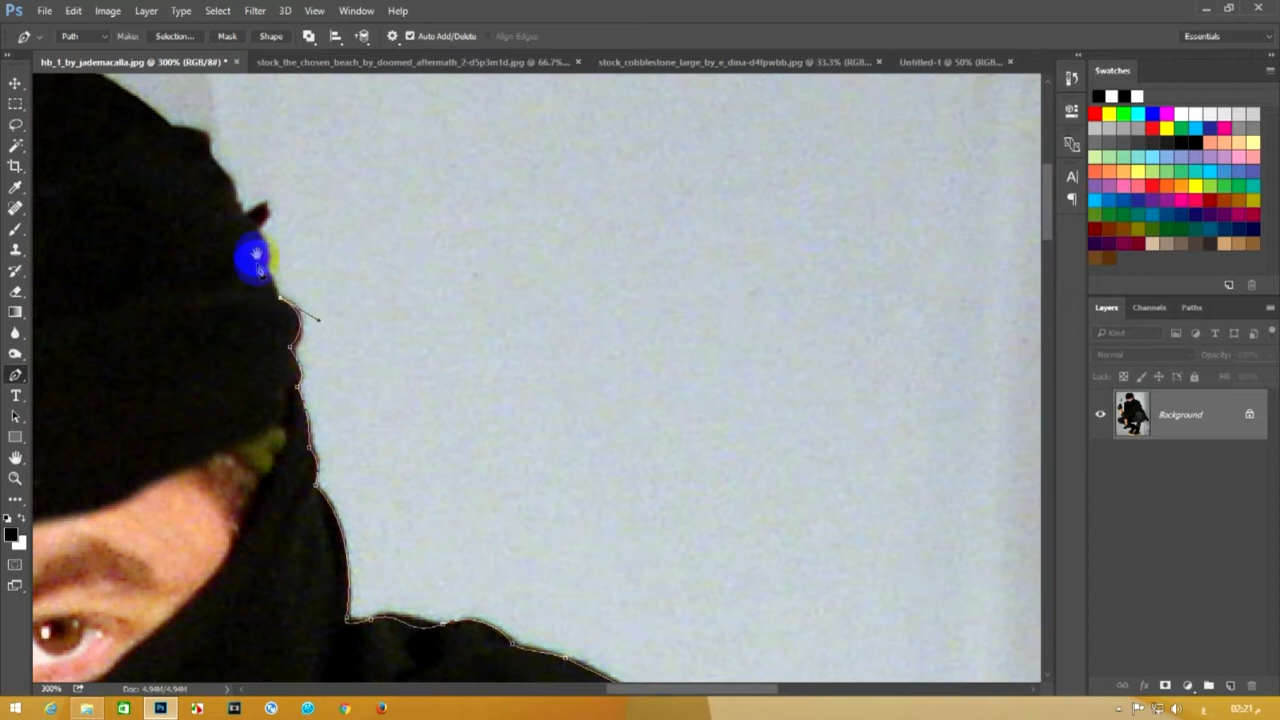 Ps File Edit Image Layer Type Select Filter 3D View Window Help
Path Make: Selection... Mask Shape Auto Add/Delete Align Edges Essentials
hb_1_by_jademacalla.jpg @ 300% (RGB/8#) * × stock_the_chosen_beach_by_doomed_aftermath_2-d5p3m1d.jpg @ 66.7%... × stock_cobblestone_large_by_e_dina-d4fpwbb.jpg @ 33.3% (RGB... × Untitled-1 @ 50% (RGB... ×
Swatches
Layers Channels Paths
Kind
Normal Opacity: 100%
Lock: Fill: 100%
Background
300% Doc: 4.94M/4.94M
ع 02:21 م